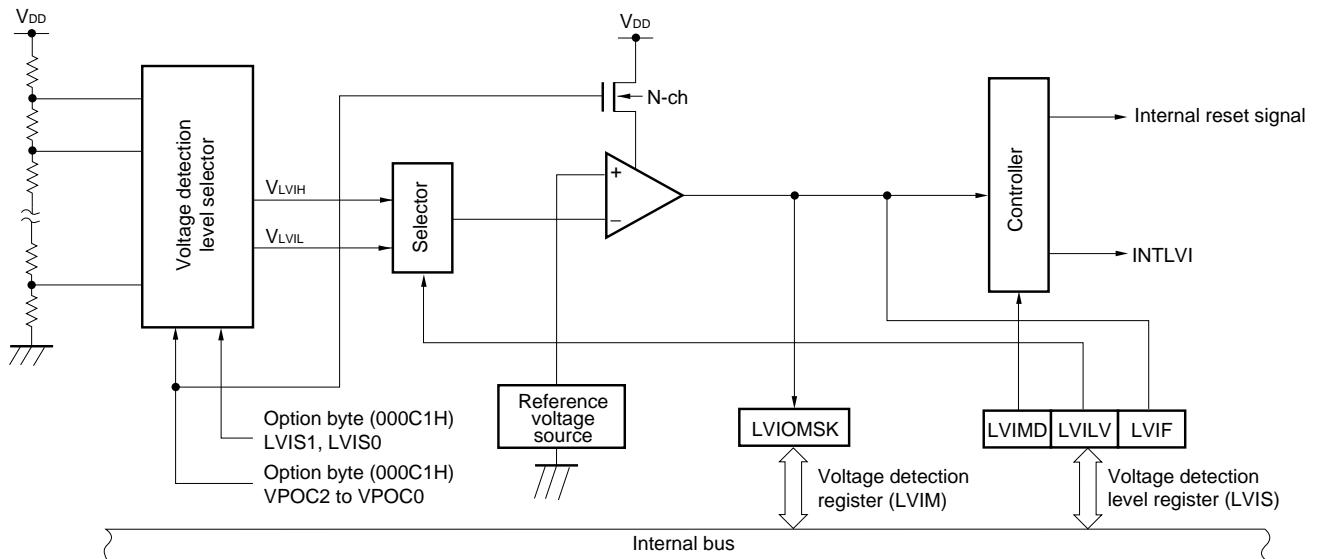 VDD
VDD
N-ch
Voltage detection
level selector
VLVIH
VLVIL
Selector
+
−
Controller
Internal reset signal
INTLVI
Reference
voltage
source
Option byte (000C1H)
LVIS1, LVIS0
Option byte (000C1H)
VPOC2 to VPOC0
LVIOMSK
LVIMD
LVILV
LVIF
Voltage detection
register (LVIM)
Voltage detection
level register (LVIS)
Internal bus